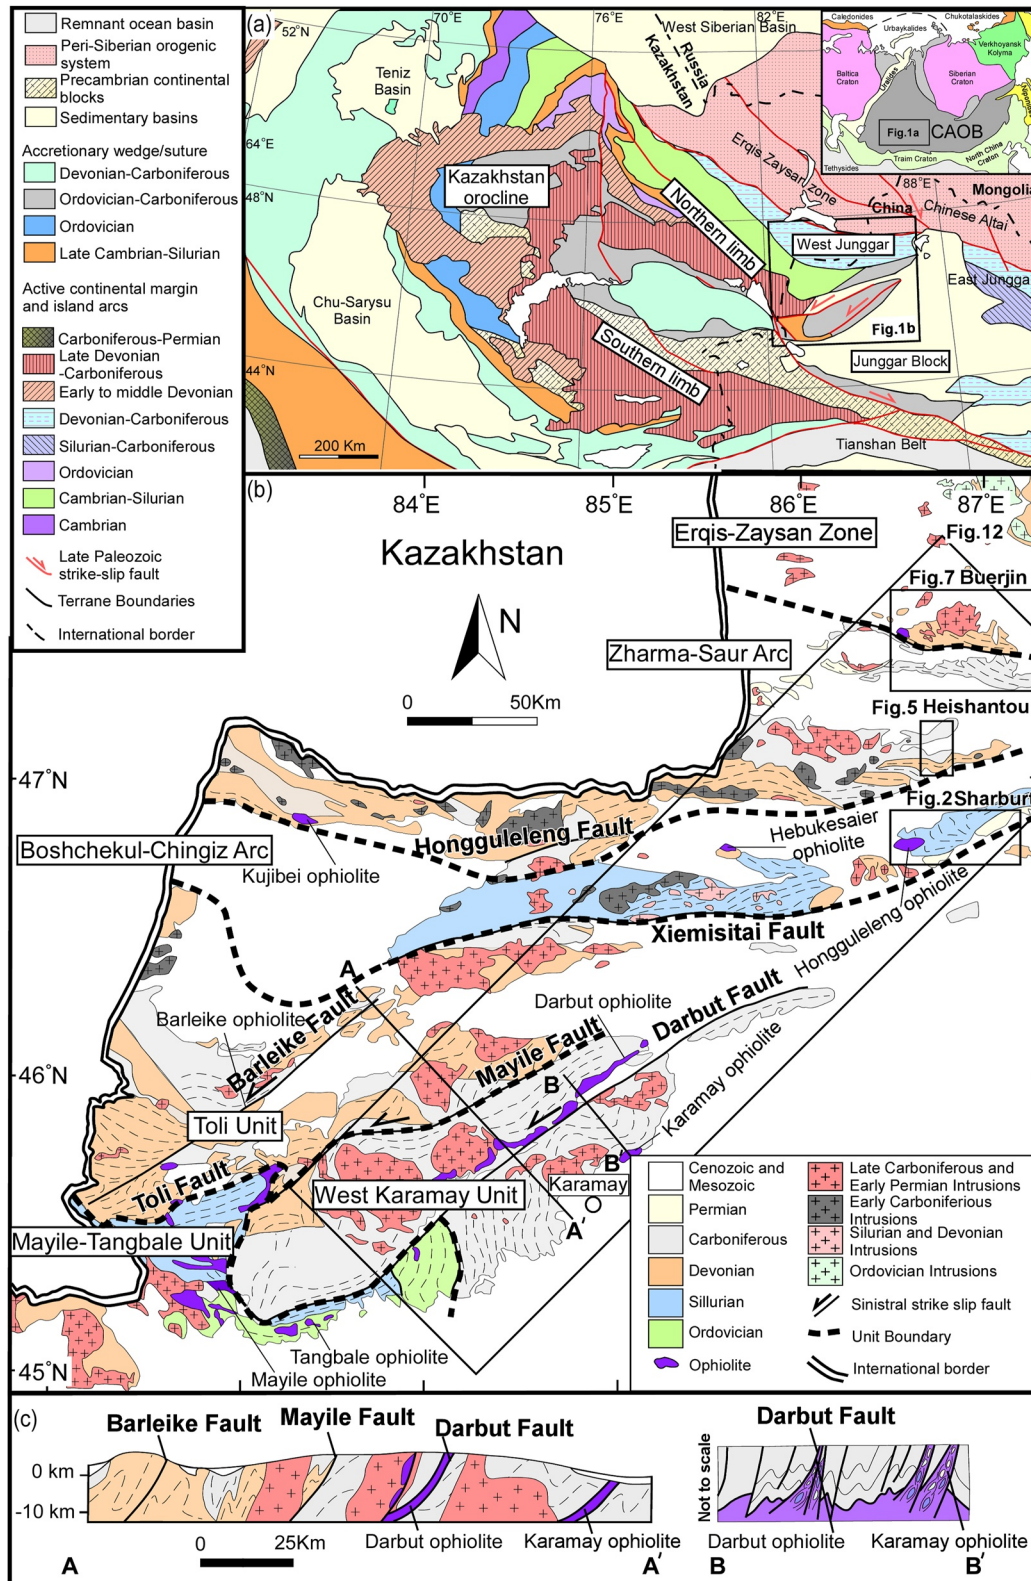 Remnant ocean basin
Peri-Siberian orogenic
system
Precambrian continental
blocks
Sedimentary basins
Accretionary wedge/suture
Devonian-Carboniferous
Ordovician-Carboniferous
Ordovician
Late Cambrian-Silurian
Active continental margin
and island arcs
Carboniferous-Permian
Late Devonian
-Carboniferous
Early to middle Devonian
Devonian-Carboniferous
Silurian-Carboniferous
Ordovician
Cambrian-Silurian
Cambrian
Late Paleozoic
strike-slip fault
Terrane Boundaries
International border
(a)
52°N
70°E
76°E
82°E
64°E
48°N
44°N
88°E
West Siberian Basin
Russia
Kazakhstan
Teniz
Basin
Kazakhstan
orocline
Erqis Zaysan zone
Northern limb
Southern limb
China
Mongolia
Chinese Altai
West Junggar
East Jungga
Fig.1b
Junggar Block
Chu-Sarysu
Basin
Tianshan Belt
200 Km
Caledonides
Urbaykalides
Chukotalaskides
Verkhoyansk
Kolyma
Baltica
Craton
Uralides
Siberian
Craton
Fig.1a
CAOB
Tethysides
Traim Craton
North China
Craton
(b)
84°E
85°E
86°E
87°E
Kazakhstan
N
0
50Km
Erqis-Zaysan Zone
Fig.12
Fig.7 Buerjin
Zharma-Saur Arc
Fig.5 Heishantou
47°N
Fig.2 Sharburt
Hongguleleng Fault
Hebukesaier
ophiolite
Boshchekul-Chingiz Arc
Kujibei ophiolite
Xiemisitai Fault
Hongguleleng ophiolite
A
Barleike ophiolite
Barleike Fault
Darbut ophiolite
Darbut Fault
Mayile Fault
46°N
B
Karamay ophiolite
Toli Unit
B'
Toli Fault
West Karamay Unit
Karamay
A'
Mayile-Tangbale Unit
Tangbale ophiolite
Mayile ophiolite
45°N
Cenozoic and
Mesozoic
Permian
Carboniferous
Devonian
Sillurian
Ordovician
Ophiolite
Late Carboniferous and
Early Permian Intrusions
Early Carboniferious
Intrusions
Silurian and Devonian
Intrusions
Ordovician Intrusions
Sinistral strike slip fault
Unit Boundary
International border
(c)
Barleike Fault
Mayile Fault
Darbut Fault
0 km
-10 km
Darbut ophiolite
Karamay ophiolite
A
0
25Km
A'
Darbut Fault
Not to scale
Darbut ophiolite
Karamay ophiolite
B
B'